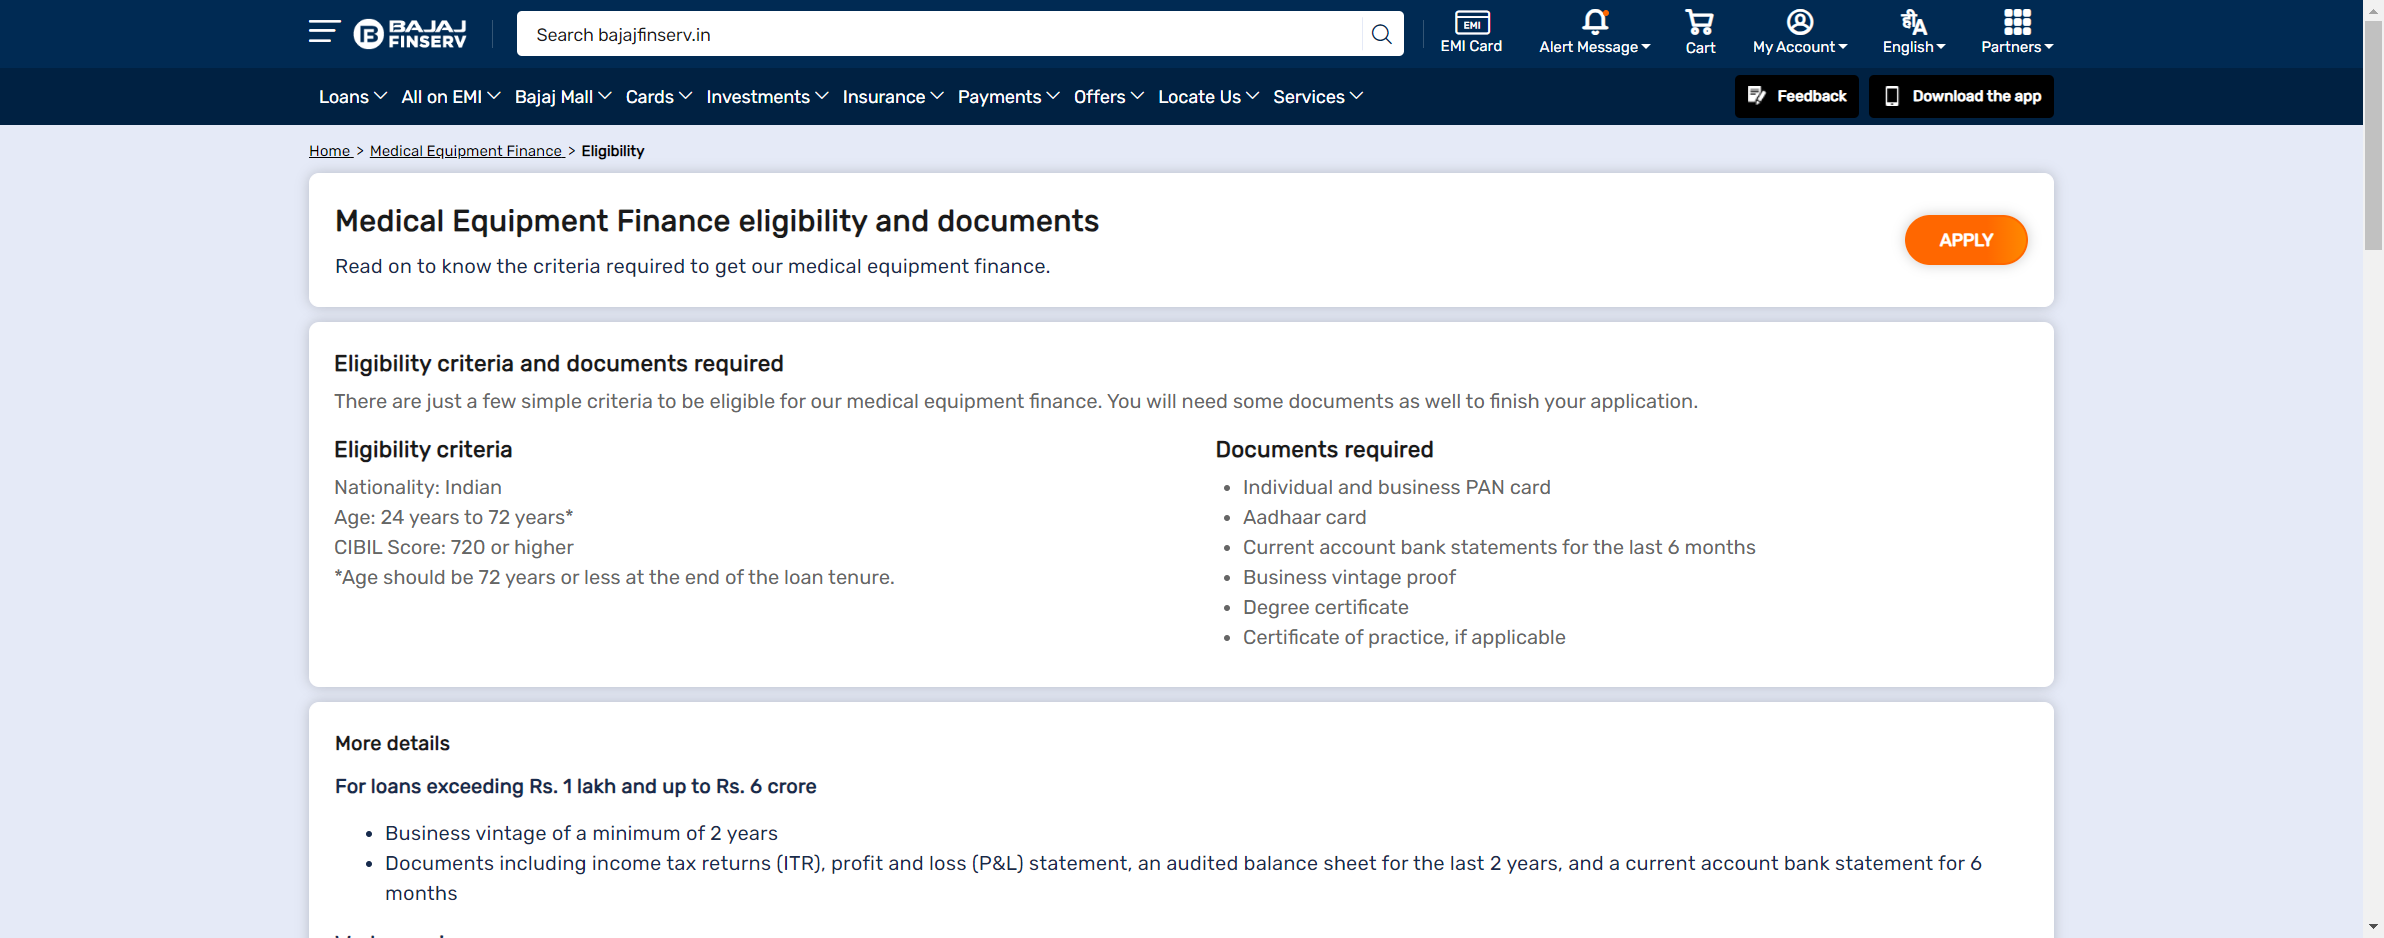 BAJAJ
FINSERV
Search bajajfinserv.in
EMI
EMI Card
Alert Message
Cart
My Account
हीA
English
Partners
Loans All on EMI Bajaj Mall Cards Investments Insurance Payments Offers Locate Us Services
Feedback
Download the app
Home > Medical Equipment Finance > Eligibility
Medical Equipment Finance eligibility and documents
Read on to know the criteria required to get our medical equipment finance.
APPLY
Eligibility criteria and documents required
There are just a few simple criteria to be eligible for our medical equipment finance. You will need some documents as well to finish your application.
Eligibility criteria
Nationality: Indian
Age: 24 years to 72 years*
CIBIL Score: 720 or higher
*Age should be 72 years or less at the end of the loan tenure.
Documents required
• Individual and business PAN card
• Aadhaar card
• Current account bank statements for the last 6 months
• Business vintage proof
• Degree certificate
• Certificate of practice, if applicable
More details
For loans exceeding Rs. 1 lakh and up to Rs. 6 crore
• Business vintage of a minimum of 2 years
• Documents including income tax returns (ITR), profit and loss (P&L) statement, an audited balance sheet for the last 2 years, and a current account bank statement for 6
months